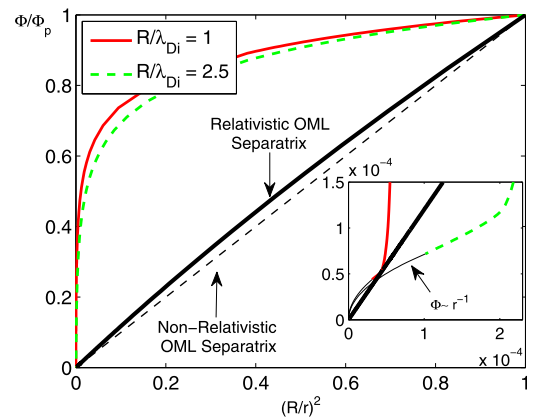 Φ/Φp
1
0.8
0.6
0.4
0.2
0
R/λDi = 1
R/λDi = 2.5
Relativistic OML
Separatrix
Non−Relativistic
OML Separatrix
x 10⁻⁴
1.5
1
0.5
0
Φ~ r⁻¹
0 1 2
x 10⁻⁴
0 0.2 0.4 0.6 0.8 1
(R/r)²